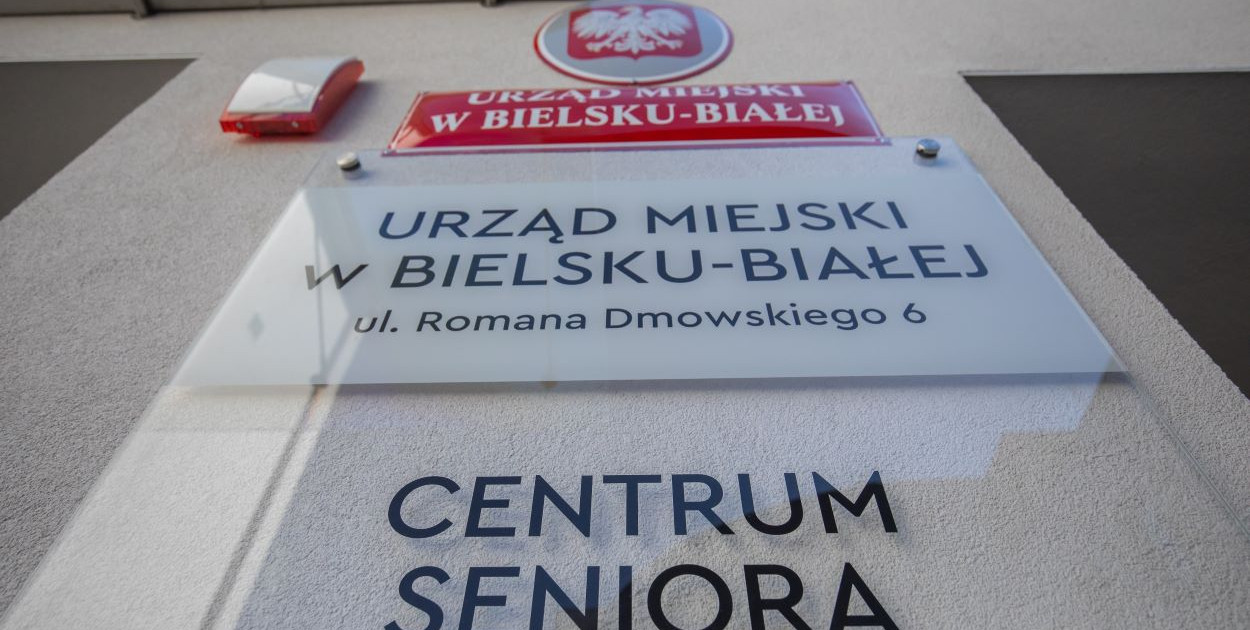 URZĄD MIEJSKI
W BIELSKU-BIAŁEJ
URZĄD MIEJSKI
w BIELSKU-BIAŁEJ
ul. Romana Dmowskiego 6
CENTRUM
SENIORA